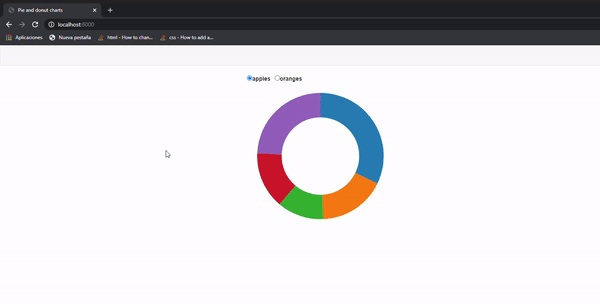 Pie and donut charts
localhost:8000
Aplicaciones
Nueva pestaña
html - How to chan...
css - How to add a...
apples oranges